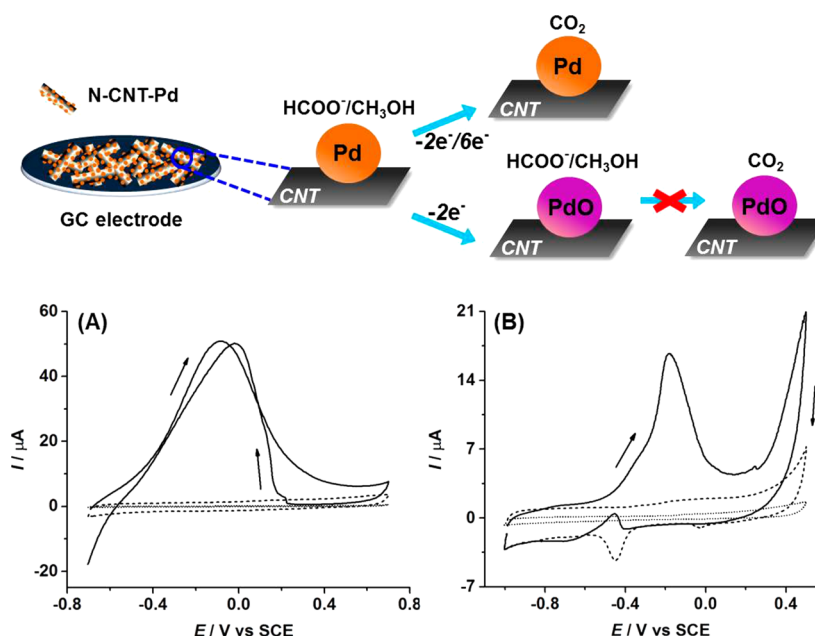 CO₂
Pd
CNT
N-CNT-Pd
HCOO⁻/CH₃OH
Pd
CNT
-2e⁻/6e⁻
GC electrode
-2e⁻
HCOO⁻/CH₃OH
PdO
CNT
CO₂
PdO
CNT
(A)
60
40
20
0
-20
I / μA
-0.8 -0.4 0.0 0.4 0.8
E / V vs SCE
(B)
21
14
7
0
-7
I / μA
-0.8 -0.4 0.0 0.4
E / V vs SCE